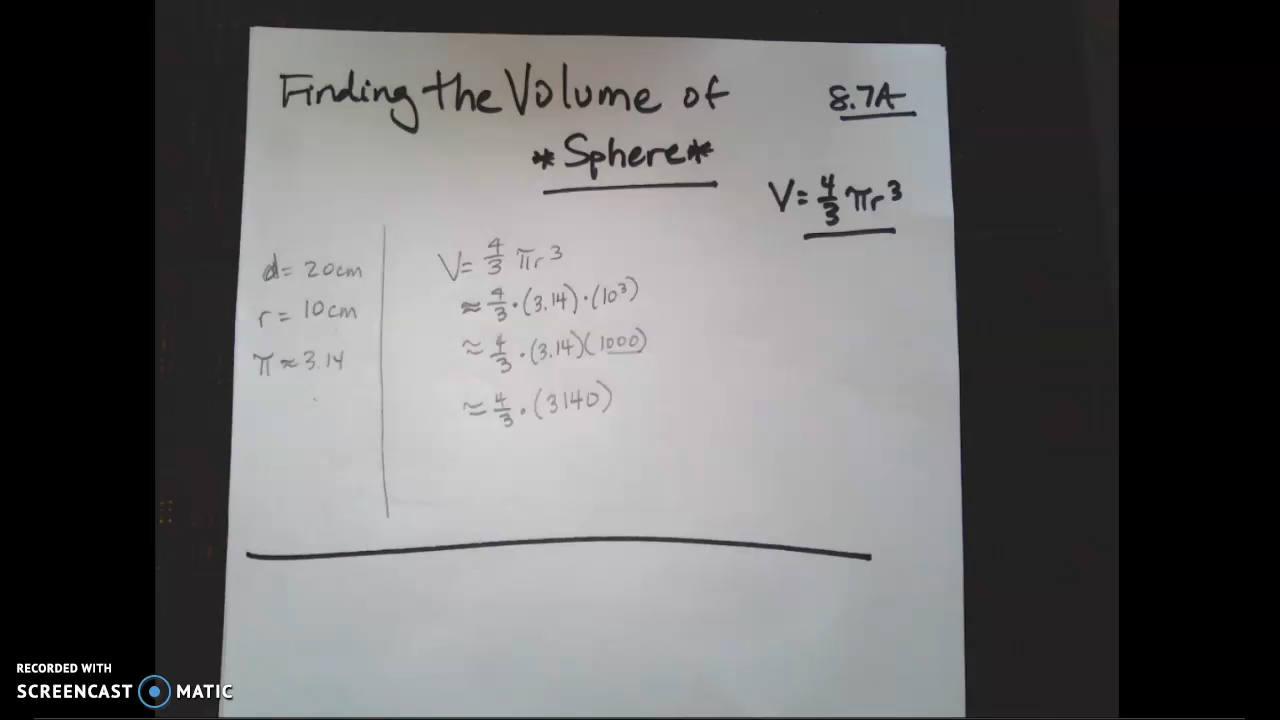 Finding the Volume of
*Sphere*
8.7A
V = 4/3 πr³
d = 20cm
r = 10cm
π ≈ 3.14
V = 4/3 πr³
≈ 4/3 · (3.14) · (10³)
≈ 4/3 · (3.14)(1000)
≈ 4/3 · (3140)
RECORDED WITH
SCREENCAST MATIC